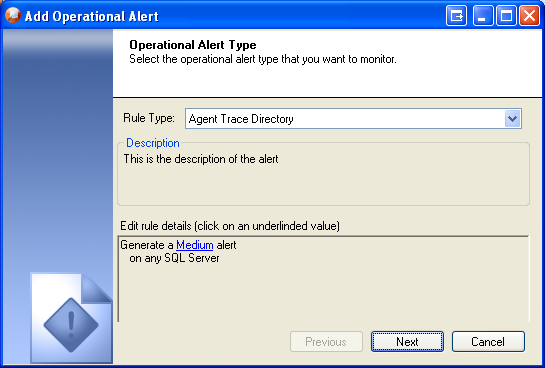 Add Operational Alert
Operational Alert Type
Select the operational alert type that you want to monitor.
Rule Type: Agent Trace Directory
Description
This is the description of the alert
Edit rule details (click on an underlinded value)
Generate a Medium alert
on any SQL Server
Previous Next Cancel